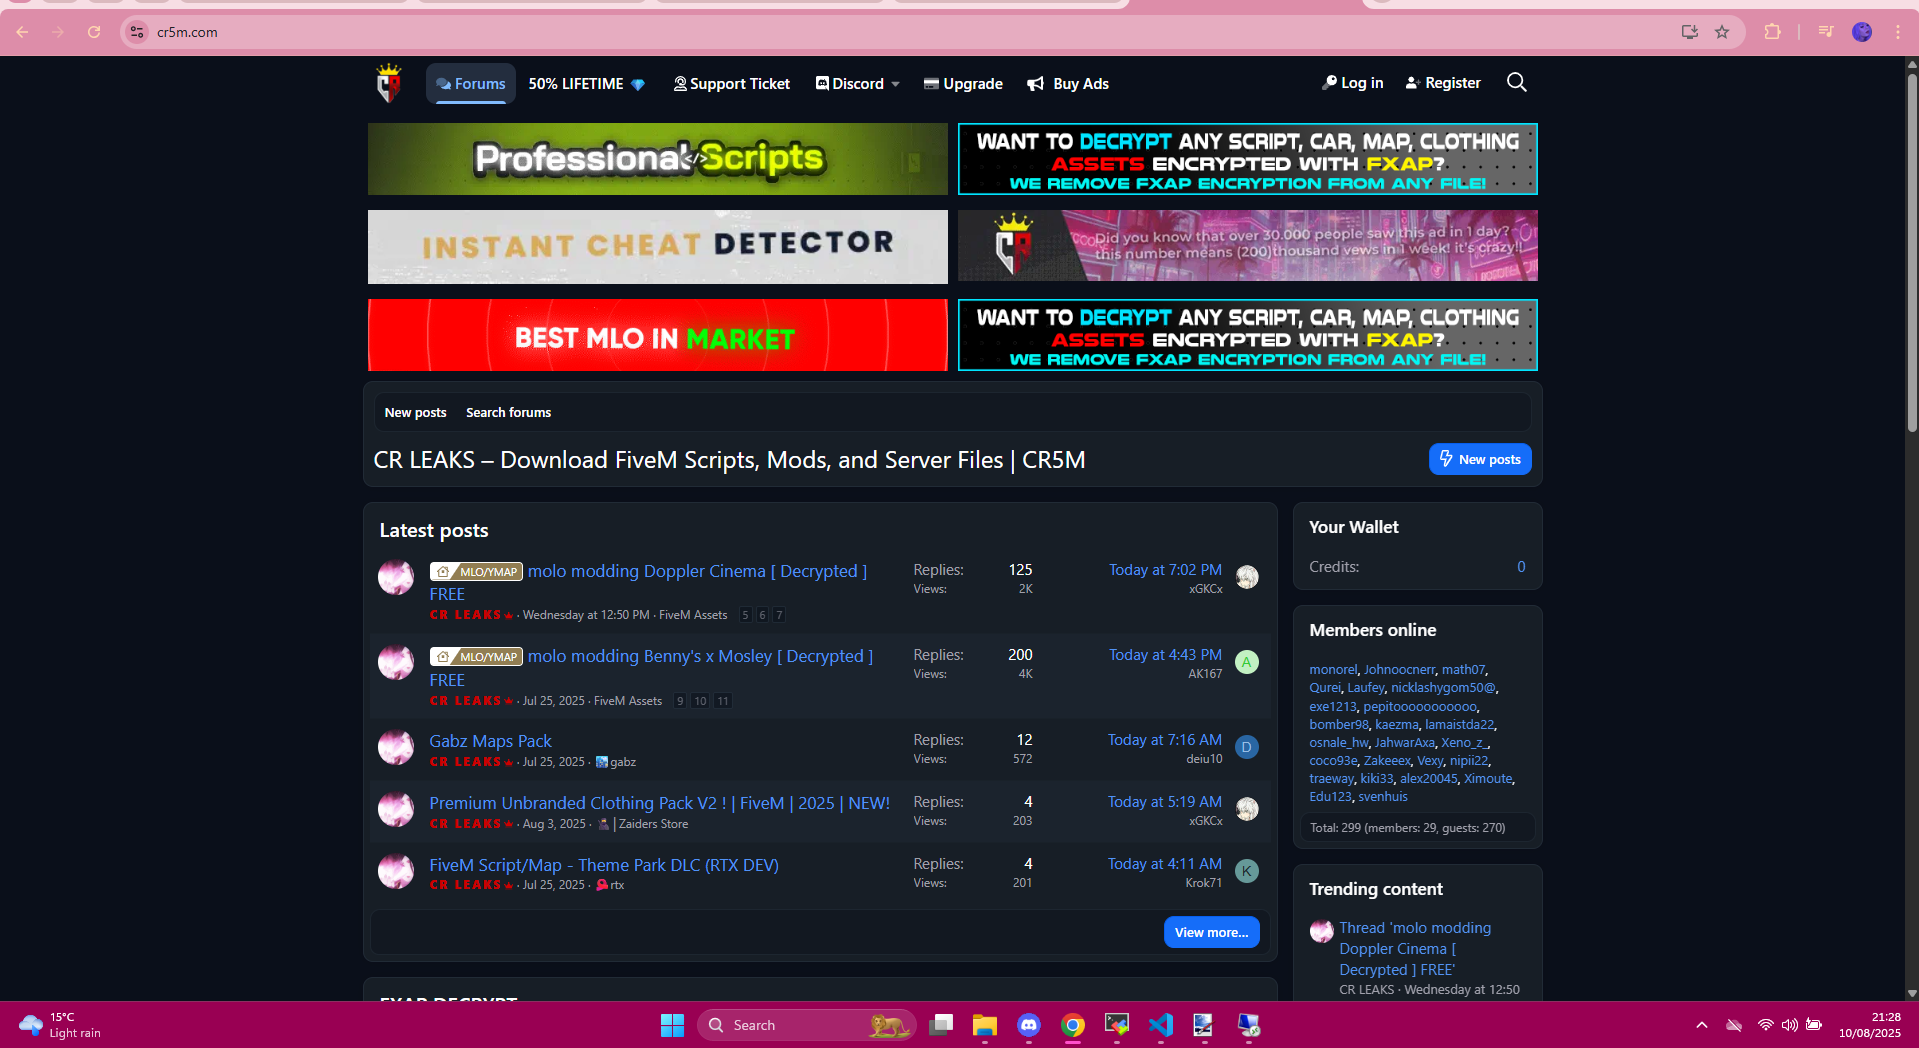 cr5m.com
CR
Forums
50% LIFETIME
Support Ticket
Discord
Upgrade
Buy Ads
Log in
Register
Professional </> Scripts
WANT TO DECRYPT ANY SCRIPT, CAR, MAP, CLOTHING
ASSETS ENCRYPTED WITH FXAP?
WE REMOVE FXAP ENCRYPTION FROM ANY FILE!
INSTANT CHEAT DETECTOR
CR
Did you know that over 30.000 people saw this ad in 1 day?
this number means (200)thousand vews in 1 week! it's crazy!!
BEST MLO IN MARKET
WANT TO DECRYPT ANY SCRIPT, CAR, MAP, CLOTHING
ASSETS ENCRYPTED WITH FXAP?
WE REMOVE FXAP ENCRYPTION FROM ANY FILE!
New posts
Search forums
CR LEAKS – Download FiveM Scripts, Mods, and Server Files | CR5M
New posts
Latest posts
MLO/YMAP molo modding Doppler Cinema [ Decrypted ]
FREE
CR LEAKS · Wednesday at 12:50 PM · FiveM Assets 5 6 7
Replies: 125
Views: 2K
Today at 7:02 PM
xGKCx
MLO/YMAP molo modding Benny's x Mosley [ Decrypted ]
FREE
CR LEAKS · Jul 25, 2025 · FiveM Assets 9 10 11
Replies: 200
Views: 4K
Today at 4:43 PM
AK167
A
Gabz Maps Pack
CR LEAKS · Jul 25, 2025 · gabz
Replies: 12
Views: 572
Today at 7:16 AM
deiu10
D
Premium Unbranded Clothing Pack V2 ! | FiveM | 2025 | NEW!
CR LEAKS · Aug 3, 2025 · | Zaiders Store
Replies: 4
Views: 203
Today at 5:19 AM
xGKCx
FiveM Script/Map - Theme Park DLC (RTX DEV)
CR LEAKS · Jul 25, 2025 · rtx
Replies: 4
Views: 201
Today at 4:11 AM
Krok71
K
View more...
Your Wallet
Credits: 0
Members online
monorel, Johnoocnerr, math07,
Qurei, Laufey, nicklashygom50@,
exe1213, pepitooooooooooo,
bomber98, kaezma, lamaistda22,
osnale_hw, JahwarAxa, Xeno_z_,
coco93e, Zakeeex, Vexy, nipii22,
traeway, kiki33, alex20045, Ximoute,
Edu123, svenhuis
Total: 299 (members: 29, guests: 270)
Trending content
Thread 'molo modding
Doppler Cinema [
Decrypted ] FREE'
CR LEAKS · Wednesday at 12:50
FXAP DECRYPT
15°C
Light rain
Search
21:28
10/08/2025